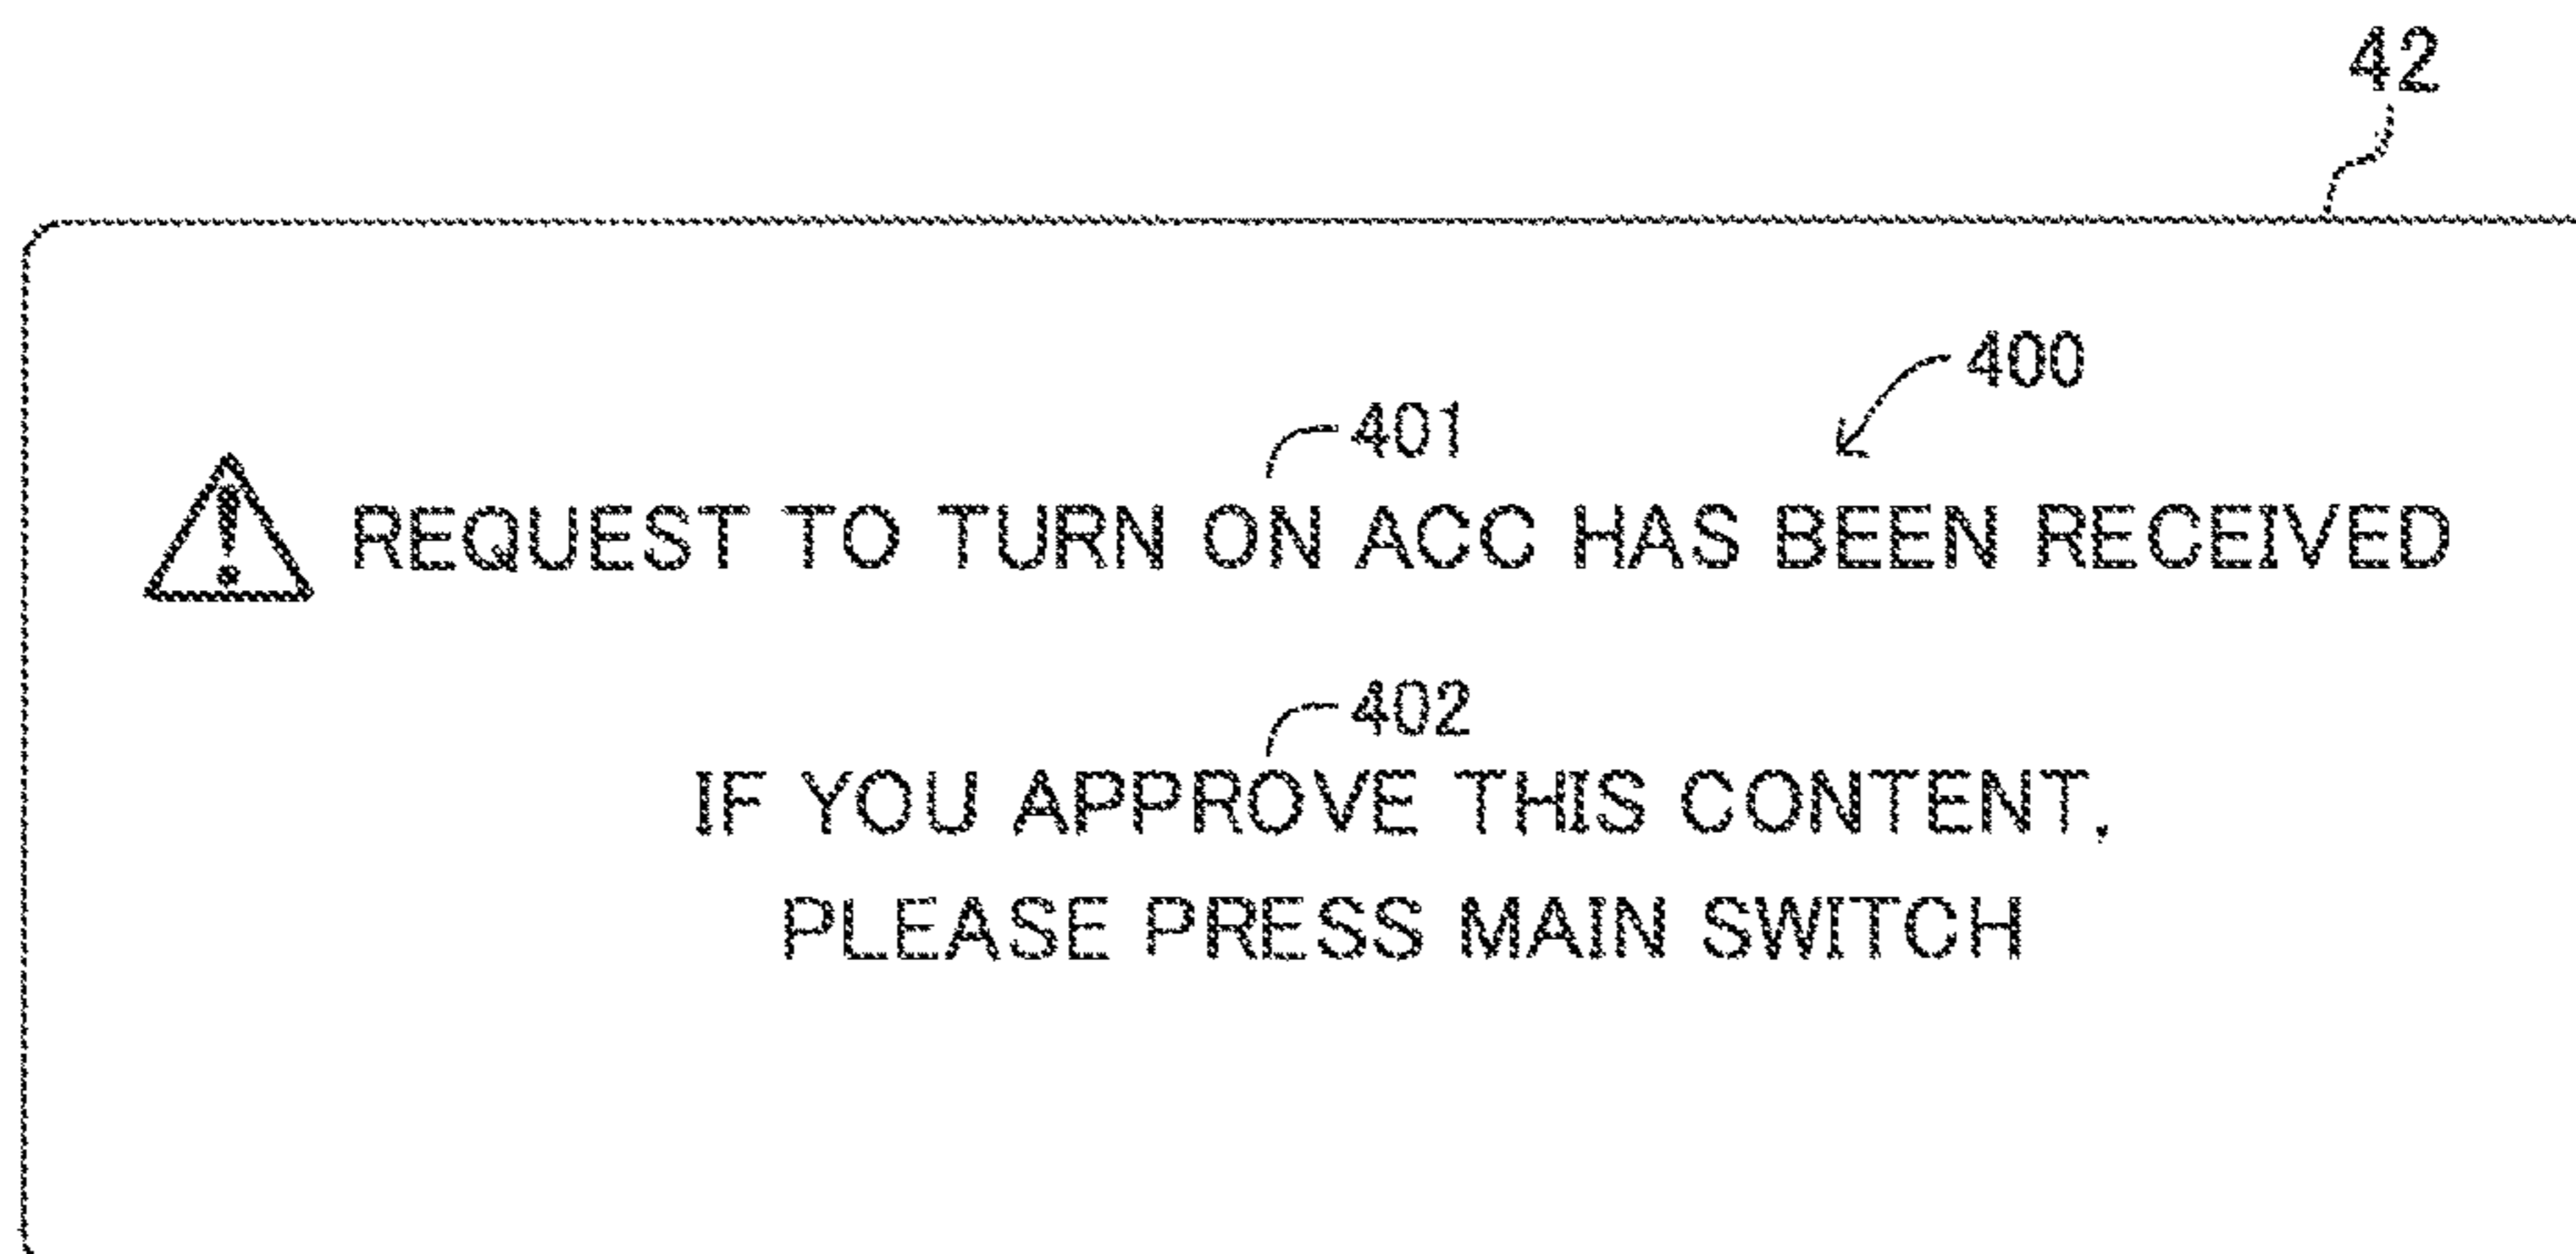 42
400
401
REQUEST TO TURN ON ACC HAS BEEN RECEIVED
402
IF YOU APPROVE THIS CONTENT,
PLEASE PRESS MAIN SWITCH